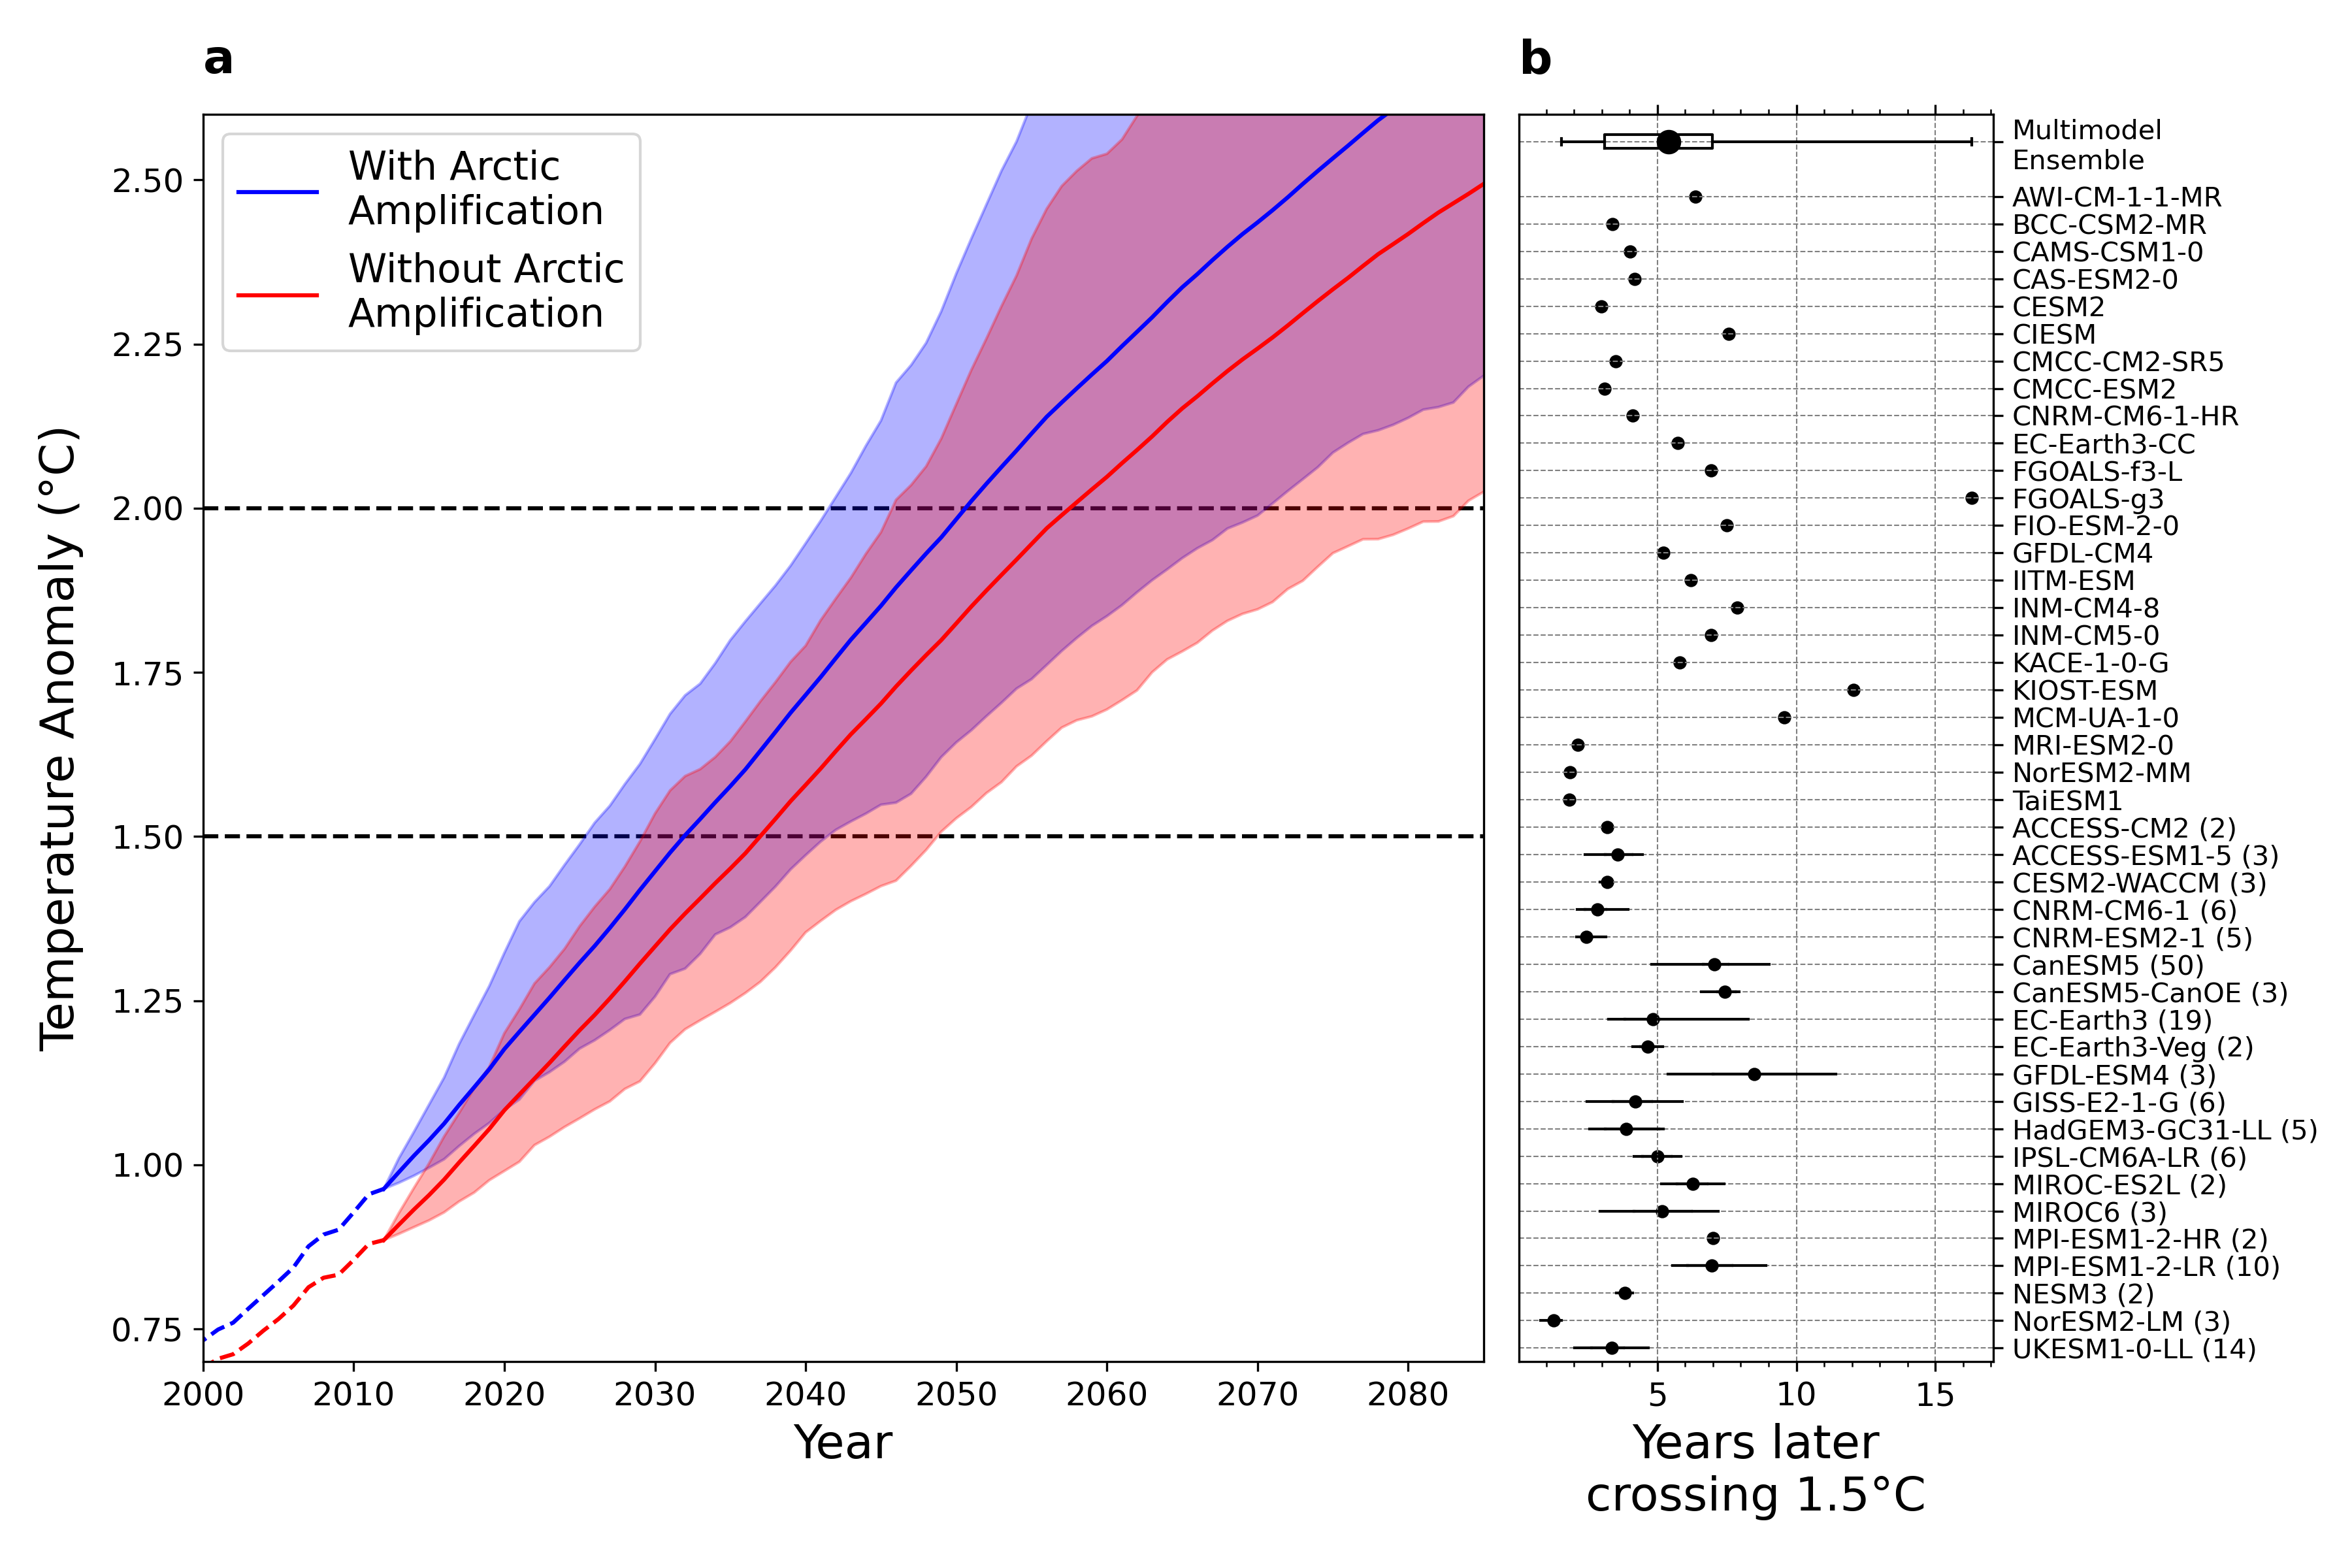 a
b
With Arctic
Amplification
Without Arctic
Amplification
2.50
2.25
2.00
1.75
1.50
1.25
1.00
0.75
Temperature Anomaly (°C)
2000
2010
2020
2030
2040
2050
2060
2070
2080
Year
Multimodel
Ensemble
AWI-CM-1-1-MR
BCC-CSM2-MR
CAMS-CSM1-0
CAS-ESM2-0
CESM2
CIESM
CMCC-CM2-SR5
CMCC-ESM2
CNRM-CM6-1-HR
EC-Earth3-CC
FGOALS-f3-L
FGOALS-g3
FIO-ESM-2-0
GFDL-CM4
IITM-ESM
INM-CM4-8
INM-CM5-0
KACE-1-0-G
KIOST-ESM
MCM-UA-1-0
MRI-ESM2-0
NorESM2-MM
TaiESM1
ACCESS-CM2 (2)
ACCESS-ESM1-5 (3)
CESM2-WACCM (3)
CNRM-CM6-1 (6)
CNRM-ESM2-1 (5)
CanESM5 (50)
CanESM5-CanOE (3)
EC-Earth3 (19)
EC-Earth3-Veg (2)
GFDL-ESM4 (3)
GISS-E2-1-G (6)
HadGEM3-GC31-LL (5)
IPSL-CM6A-LR (6)
MIROC-ES2L (2)
MIROC6 (3)
MPI-ESM1-2-HR (2)
MPI-ESM1-2-LR (10)
NESM3 (2)
NorESM2-LM (3)
UKESM1-0-LL (14)
5
10
15
Years later
crossing 1.5°C